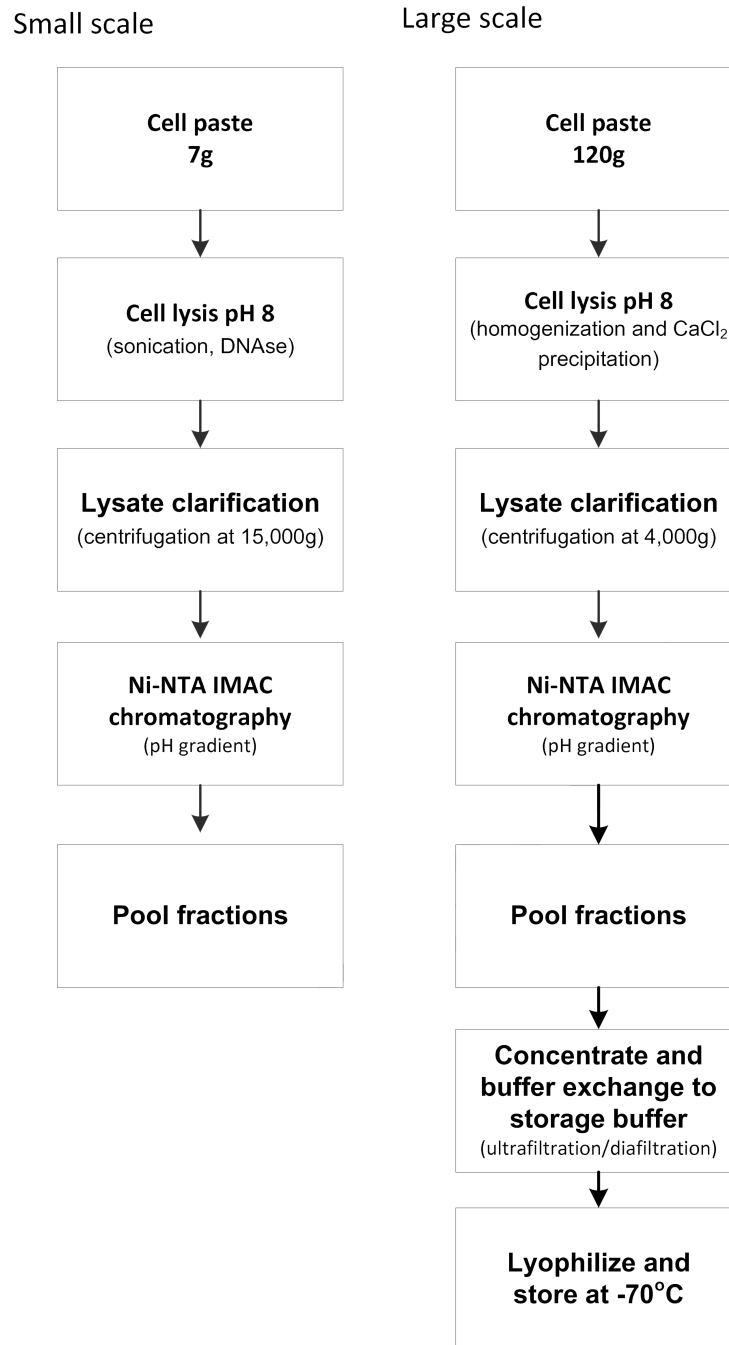 Small scale
Cell paste
7g
Cell lysis pH 8
(sonication, DNAse)
Lysate clarification
(centrifugation at 15,000g)
Ni-NTA IMAC
chromatography
(pH gradient)
Pool fractions
Large scale
Cell paste
120g
Cell lysis pH 8
(homogenization and CaCl₂
precipitation)
Lysate clarification
(centrifugation at 4,000g)
Ni-NTA IMAC
chromatography
(pH gradient)
Pool fractions
Concentrate and
buffer exchange to
storage buffer
(ultrafiltration/diafiltration)
Lyophilize and
store at -70°C